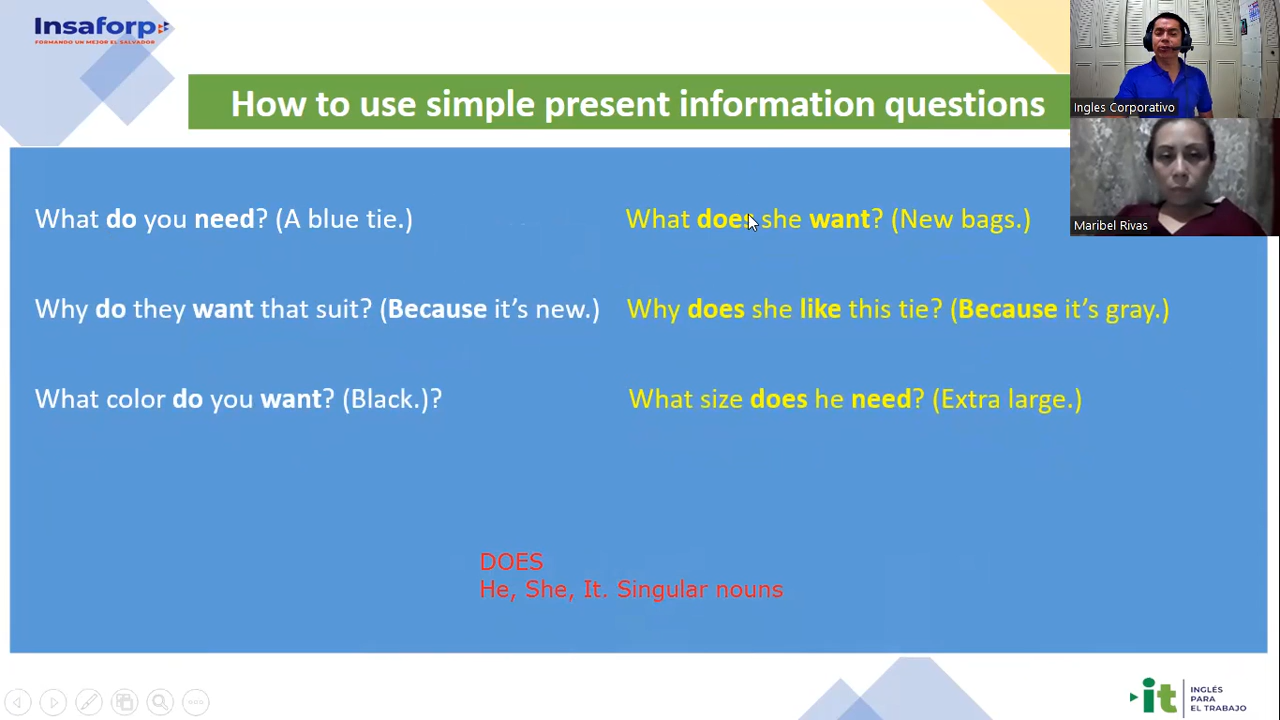 Insaforp
FORMANDO UN MEJOR EL SALVADOR
How to use simple present information questions
Ingles Corporativo
Maribel Rivas
What do you need? (A blue tie.)
What does she want? (New bags.)
Why do they want that suit? (Because it's new.)
Why does she like this tie? (Because it's gray.)
What color do you want? (Black.)?
What size does he need? (Extra large.)
DOES
He, She, It. Singular nouns
it
INGLÉS
PARA
EL TRABAJO